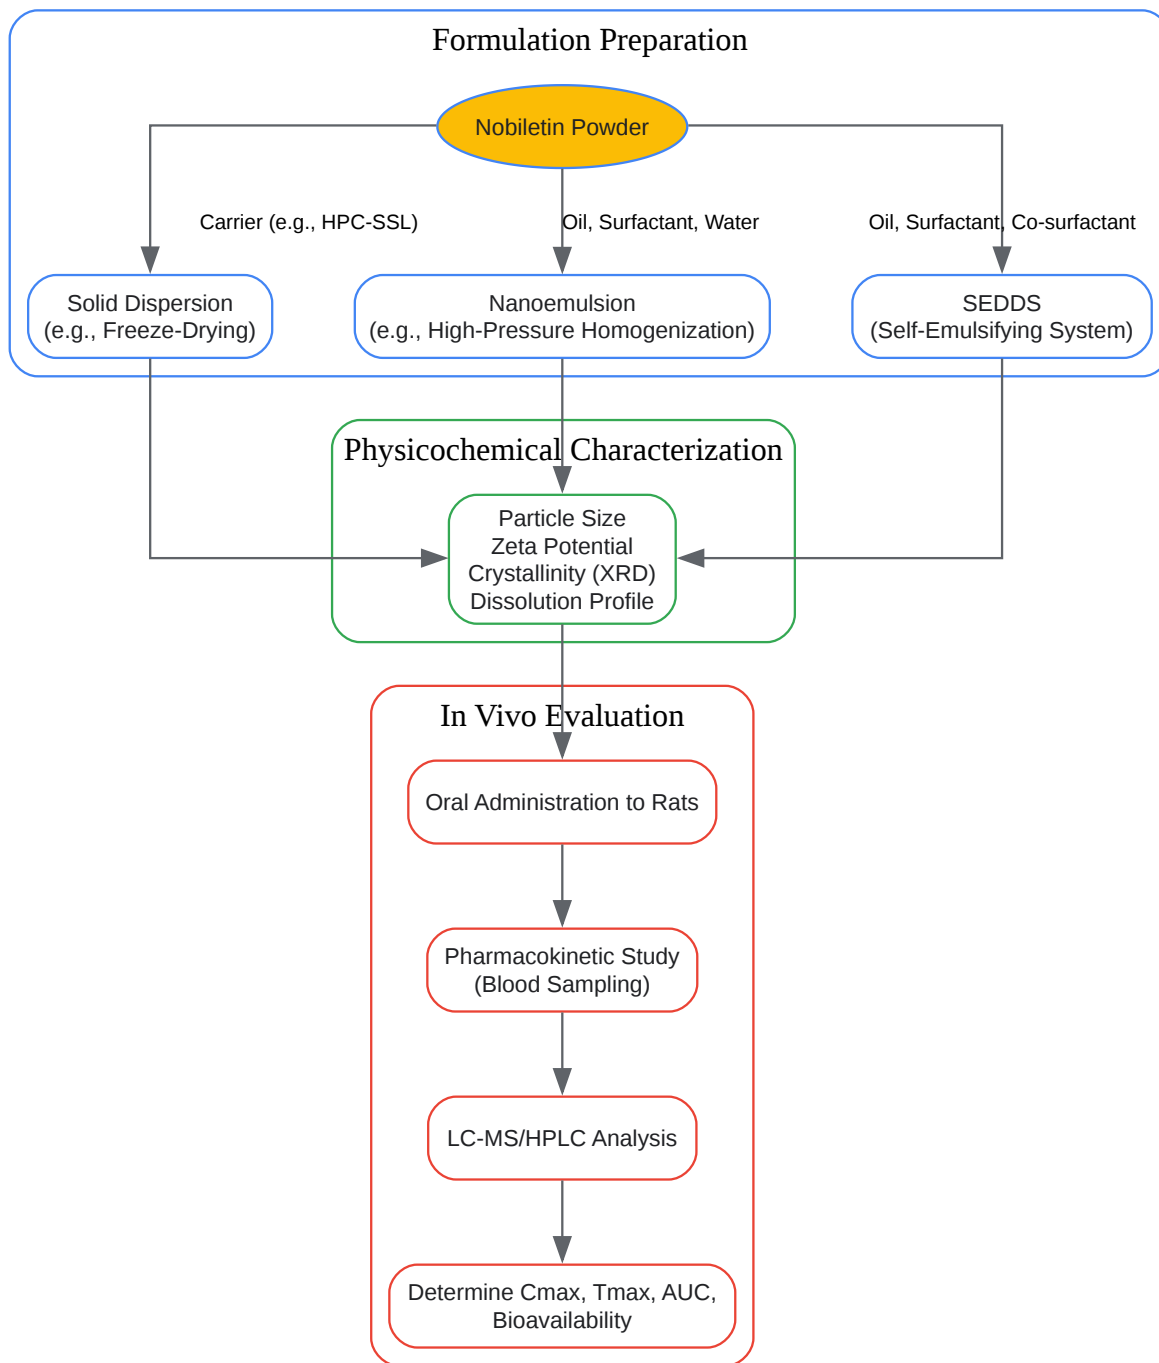 Formulation Preparation
Nobiletin Powder
Carrier (e.g., HPC-SSL)
Oil, Surfactant, Water
Oil, Surfactant, Co-surfactant
Solid Dispersion
(e.g., Freeze-Drying)
Nanoemulsion
(e.g., High-Pressure Homogenization)
SEDDS
(Self-Emulsifying System)
Physicochemical Characterization
Particle Size
Zeta Potential
Crystallinity (XRD)
Dissolution Profile
In Vivo Evaluation
Oral Administration to Rats
Pharmacokinetic Study
(Blood Sampling)
LC-MS/HPLC Analysis
Determine Cmax, Tmax, AUC,
Bioavailability